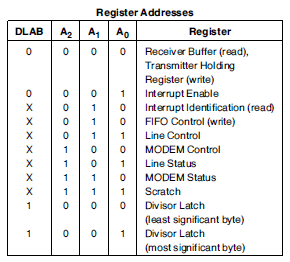 Register Addresses
DLAB A2 A1 A0 Register
0 0 0 0 Receiver Buffer (read),
Transmitter Holding
Register (write)
0 0 0 1 Interrupt Enable
X 0 1 0 Interrupt Identification (read)
X 0 1 0 FIFO Control (write)
X 0 1 1 Line Control
X 1 0 0 MODEM Control
X 1 0 1 Line Status
X 1 1 0 MODEM Status
X 1 1 1 Scratch
1 0 0 0 Divisor Latch
(least significant byte)
1 0 0 1 Divisor Latch
(most significant byte)